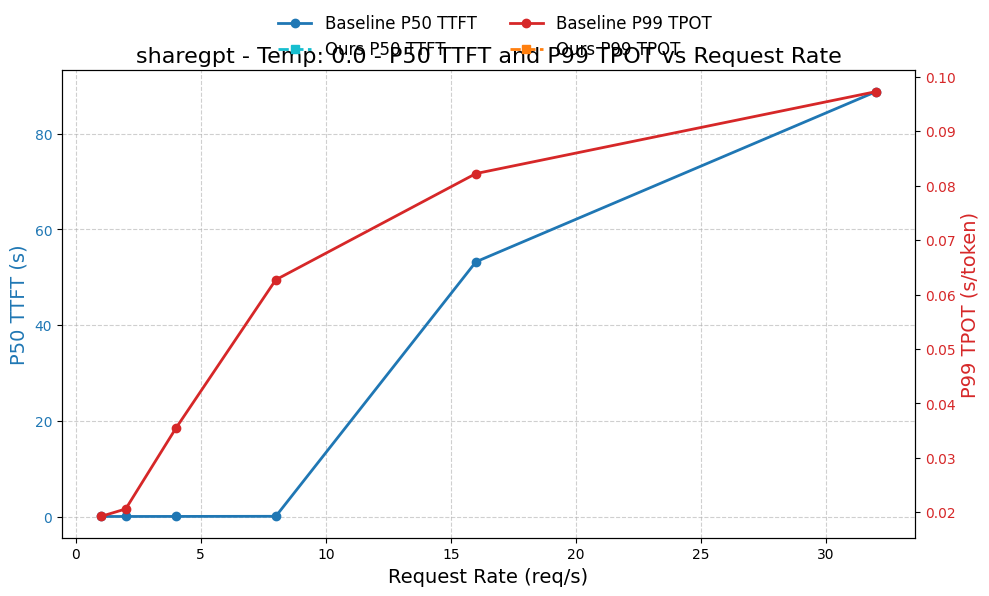 Baseline P50 TTFT
Baseline P99 TPOT
Ours P50 TTFT
Ours P99 TPOT
sharegpt - Temp: 0.0 - P50 TTFT and P99 TPOT vs Request Rate
P50 TTFT (s)
80
60
40
20
0
0.10
0.09
0.08
0.07
0.06
0.05
0.04
0.03
0.02
P99 TPOT (s/token)
0 5 10 15 20 25 30
Request Rate (req/s)